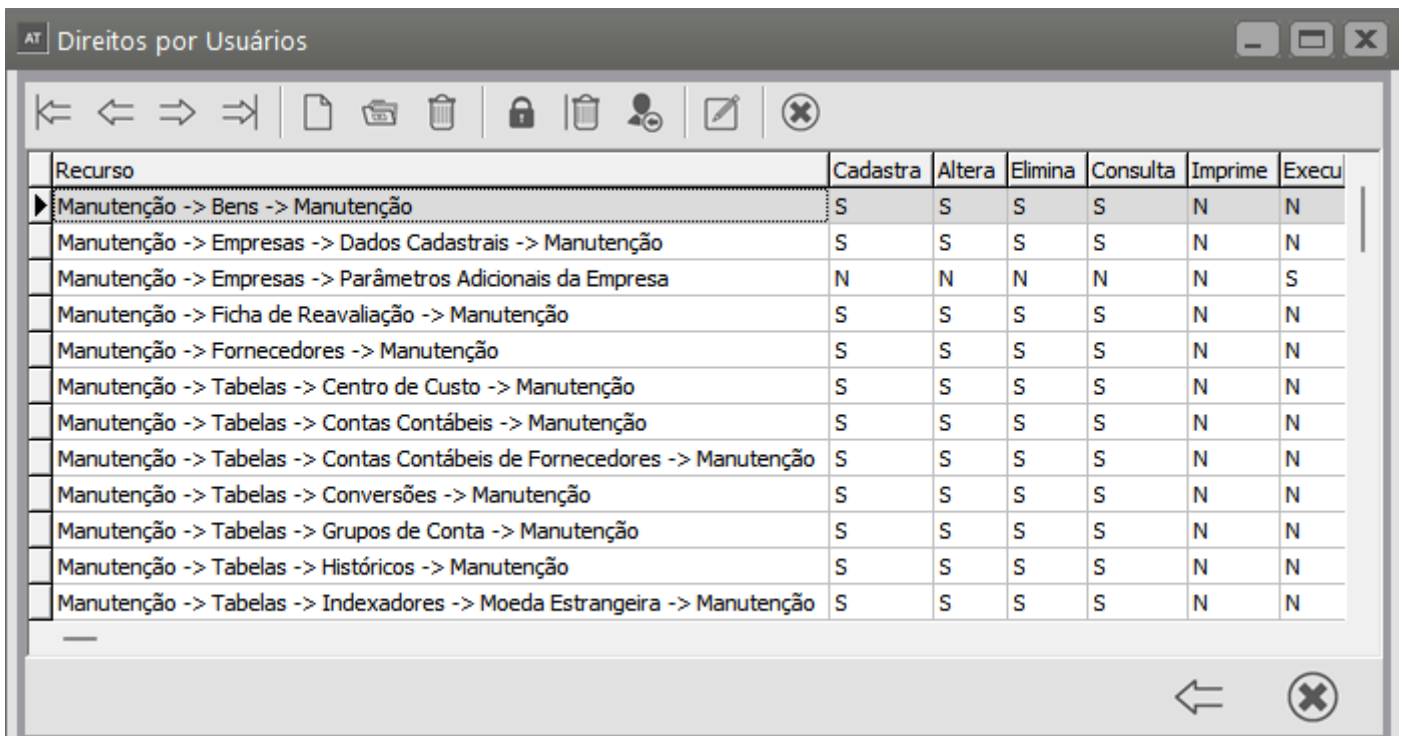 AT Direitos por Usuários
Recurso Cadastra Altera Elimina Consulta Imprime Execu
Manutenção -> Bens -> Manutenção S S S S N N
Manutenção -> Empresas -> Dados Cadastrais -> Manutenção S S S S N N
Manutenção -> Empresas -> Parâmetros Adicionais da Empresa N N N N N S
Manutenção -> Ficha de Reavaliação -> Manutenção S S S S N N
Manutenção -> Fornecedores -> Manutenção S S S S N N
Manutenção -> Tabelas -> Centro de Custo -> Manutenção S S S S N N
Manutenção -> Tabelas -> Contas Contábeis -> Manutenção S S S S N N
Manutenção -> Tabelas -> Contas Contábeis de Fornecedores -> Manutenção S S S S N N
Manutenção -> Tabelas -> Conversões -> Manutenção S S S S N N
Manutenção -> Tabelas -> Grupos de Conta -> Manutenção S S S S N N
Manutenção -> Tabelas -> Históricos -> Manutenção S S S S N N
Manutenção -> Tabelas -> Indexadores -> Moeda Estrangeira -> Manutenção S S S S N N